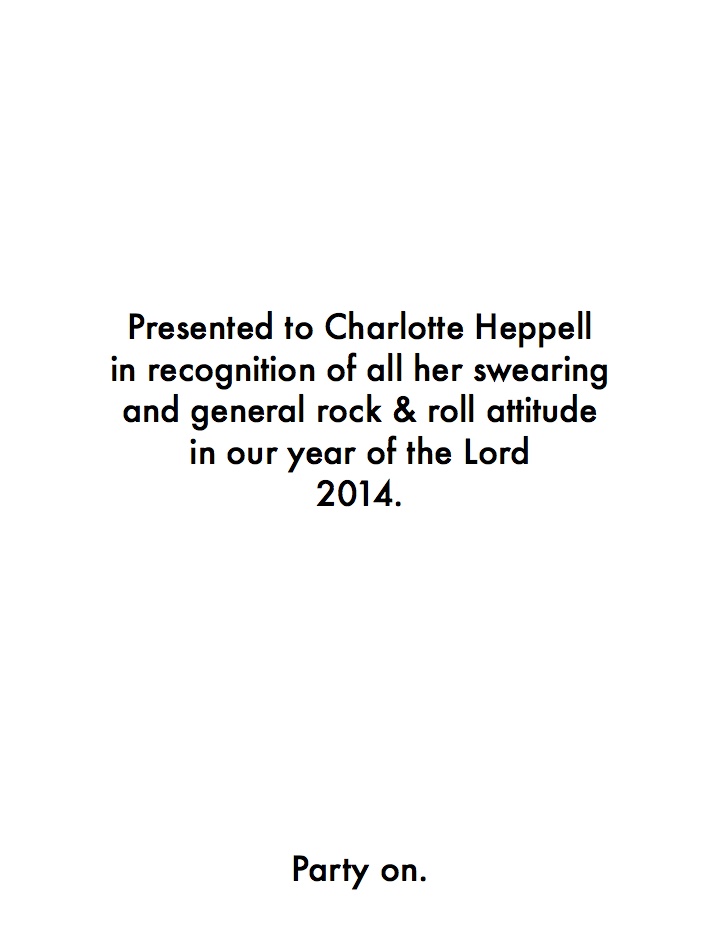 Presented to Charlotte Heppell
in recognition of all her swearing
and general rock & roll attitude
in our year of the Lord
2014.
Party on.